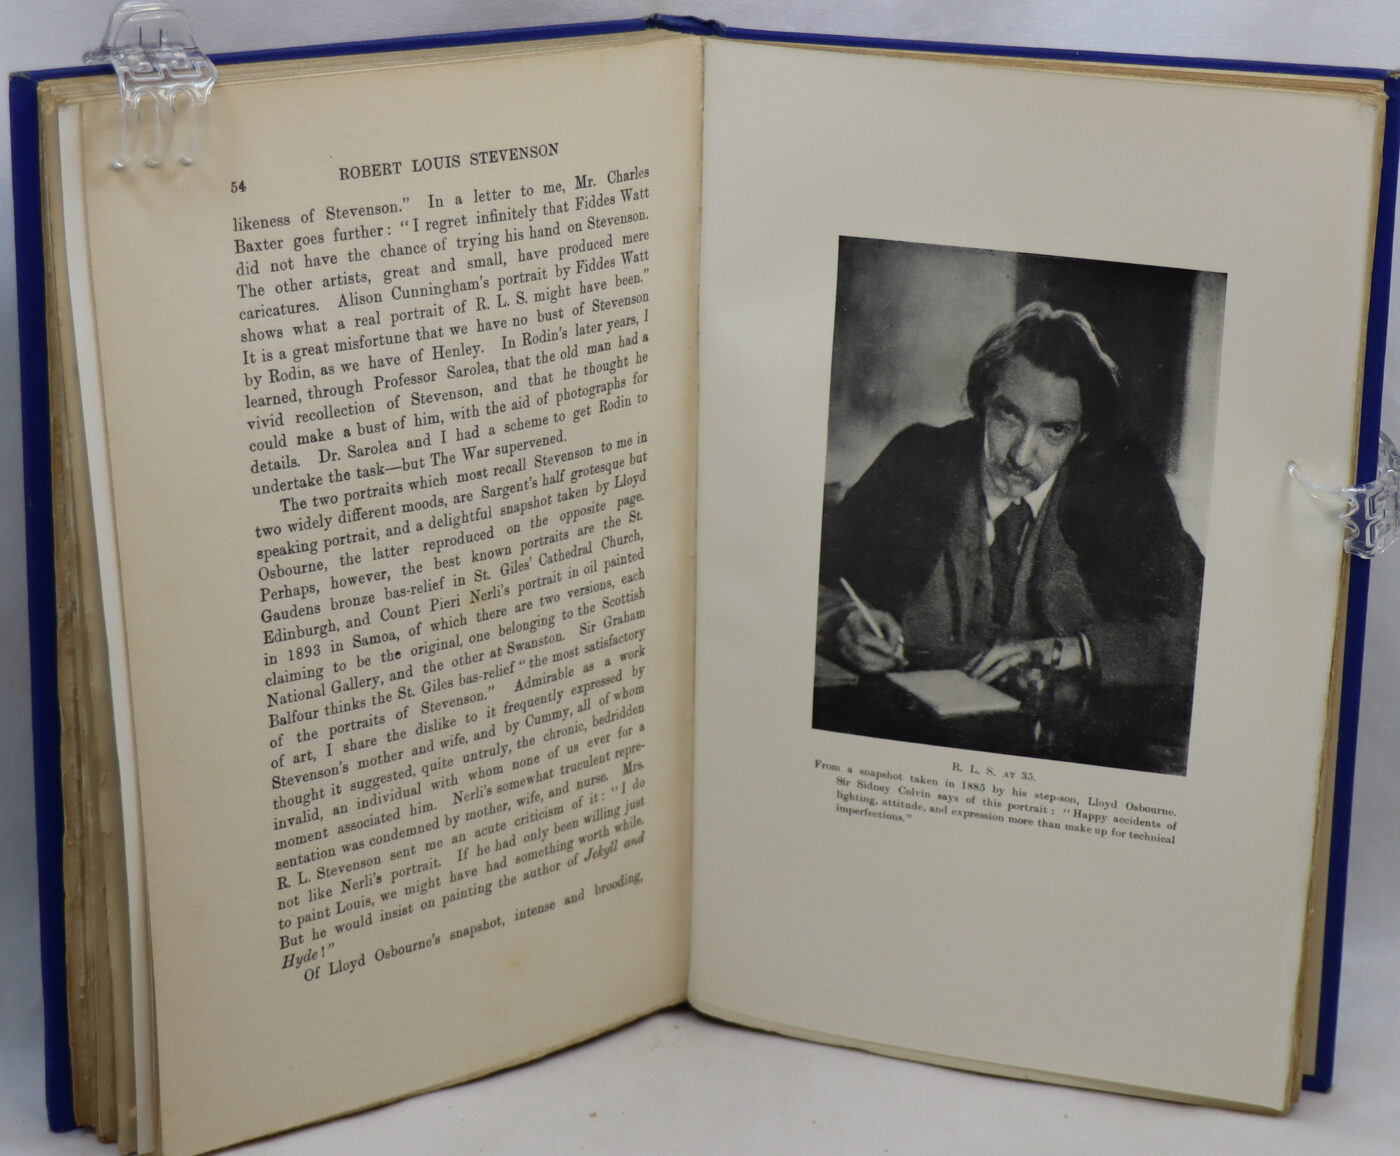 54
ROBERT LOUIS STEVENSON
likeness of Stevenson." In a letter to me, Mr. Charles
Baxter goes further: "I regret infinitely that Fiddes Watt
did not have the chance of trying his hand on Stevenson.
The other artists, great and small, have produced mere
caricatures. Alison Cunningham's portrait by Fiddes Watt
shows what a real portrait of R. L. S. might have been."
It is a great misfortune that we have no bust of Stevenson
by Rodin, as we have of Henley. In Rodin's later years, I
learned, through Professor Sarolea, that the old man had a
vivid recollection of Stevenson, and that he thought he
could make a bust of him, with the aid of photographs for
details. Dr. Sarolea and I had a scheme to get Rodin to
undertake the task—but The War supervened.
The two portraits which most recall Stevenson to me in
two widely different moods, are Sargent's half grotesque but
speaking portrait, and a delightful snapshot taken by Lloyd
Osbourne, the latter reproduced on the opposite page.
Perhaps, however, the best known portraits are the St.
Gaudens bronze bas-relief in St. Giles' Cathedral Church,
Edinburgh, and Count Pieri Nerli's portrait in oil painted
in 1893 in Samoa, of which there are two versions, each
claiming to be the original, one belonging to the Scottish
National Gallery, and the other at Swanston. Sir Graham
Balfour thinks the St. Giles bas-relief "the most satisfactory
of the portraits of Stevenson." Admirable as a work
of art, I share the dislike to it frequently expressed by
Stevenson's mother and wife, and by Cummy, all of whom
thought it suggested, quite untruly, the chronic, bedridden
invalid, an individual with whom none of us ever for a
moment associated him. Nerli's somewhat truculent repre-
sentation was condemned by mother, wife, and nurse. Mrs.
R. L. Stevenson sent me an acute criticism of it: "I do
not like Nerli's portrait. If he had only been willing just
to paint Louis, we might have had something worth while.
But he would insist on painting the author of Jekyll and
Hyde!"
Of Lloyd Osbourne's snapshot, intense and brooding,
R. L. S. AT 35.
From a snapshot taken in 1885 by his step-son, Lloyd Osbourne.
Sir Sidney Colvin says of this portrait: "Happy accidents of
lighting, attitude, and expression more than make up for technical
imperfections."